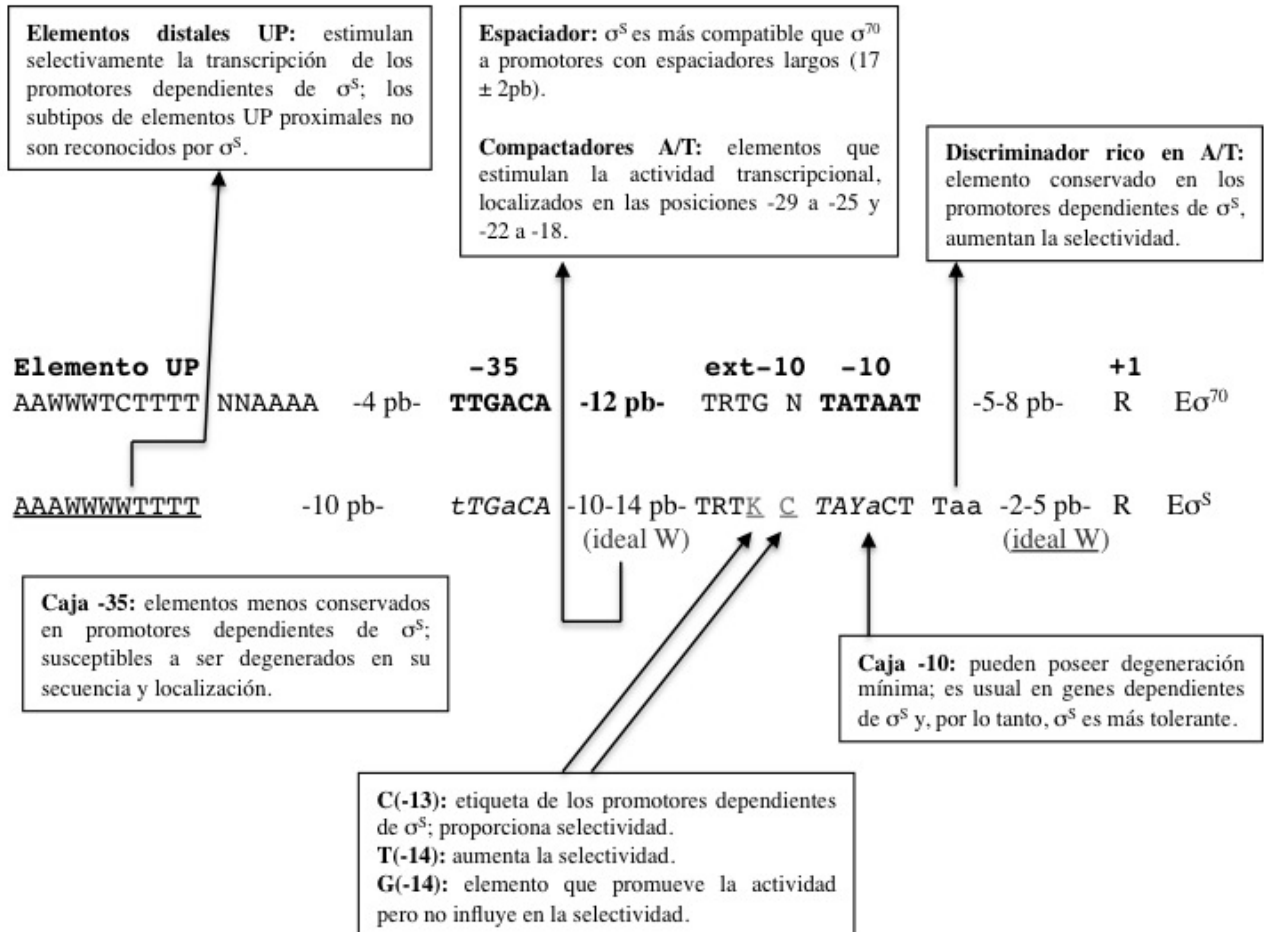 Elementos distales UP: estimulan
selectivamente la transcripción de los
promotores dependientes de σˢ; los
subtipos de elementos UP proximales no
son reconocidos por σˢ.
Espaciador: σˢ es más compatible que σ⁷⁰
a promotores con espaciadores largos (17
± 2pb).
Compactadores A/T: elementos que
estimulan la actividad transcripcional,
localizados en las posiciones -29 a -25 y
-22 a -18.
Discriminador rico en A/T:
elemento conservado en los
promotores dependientes de σˢ,
aumentan la selectividad.
Elemento UP -35 ext-10 -10 +1
AAWWWTCTTTT NNAAAA -4 pb- TTGACA -12 pb- TRTG N TATAAT -5-8 pb- R Eσ⁷⁰
AAAWWWWTTTT -10 pb- tTGaCA -10-14 pb- TRTK C TAYaCT Taa -2-5 pb- R Eσˢ
(ideal W) (ideal W)
Caja -35: elementos menos conservados
en promotores dependientes de σˢ;
susceptibles a ser degenerados en su
secuencia y localización.
Caja -10: pueden poseer degeneración
mínima; es usual en genes dependientes
de σˢ y, por lo tanto, σˢ es más tolerante.
C(-13): etiqueta de los promotores dependientes
de σˢ; proporciona selectividad.
T(-14): aumenta la selectividad.
G(-14): elemento que promueve la actividad
pero no influye en la selectividad.